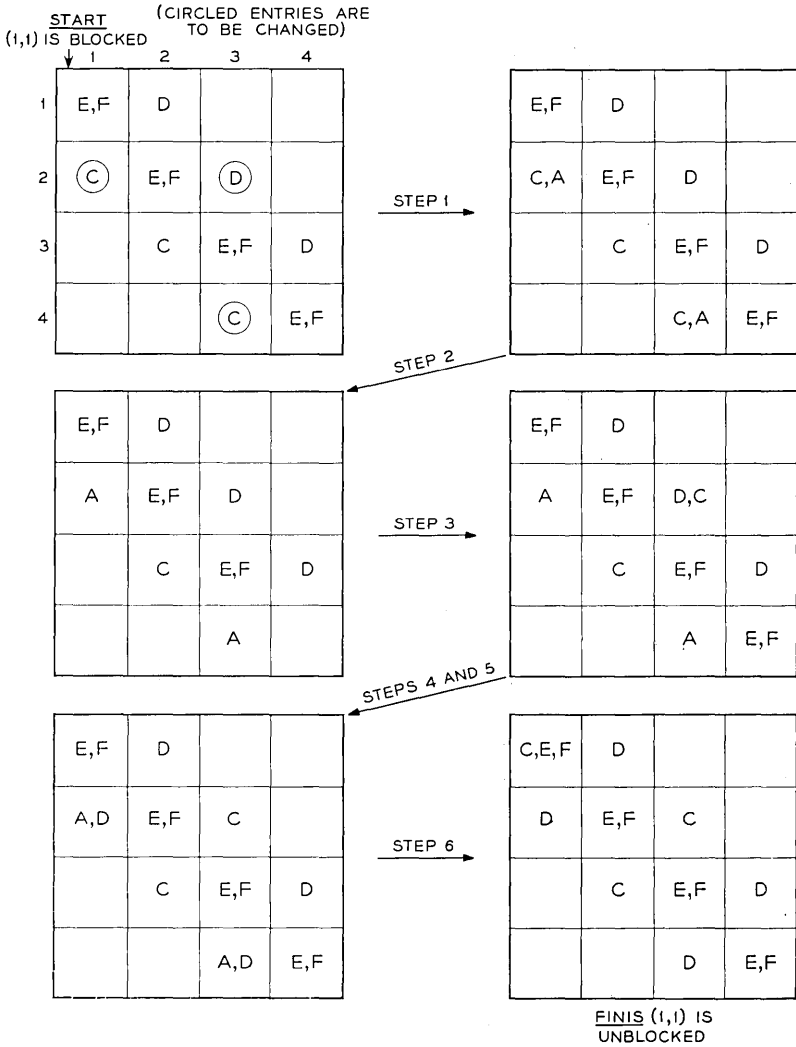 START
(1,1) IS BLOCKED
(CIRCLED ENTRIES ARE
TO BE CHANGED)
1 2 3 4
1 E,F D
2 C E,F D
3 C E,F D
4 C E,F
STEP 1
E,F D
C,A E,F D
C E,F D
C,A E,F
STEP 2
E,F D
A E,F D
C E,F D
A
STEP 3
E,F D
A E,F D,C
C E,F D
A E,F
STEPS 4 AND 5
E,F D
A,D E,F C
C E,F D
A,D E,F
STEP 6
C,E,F D
D E,F C
C E,F D
D E,F
FINIS (1,1) IS
UNBLOCKED